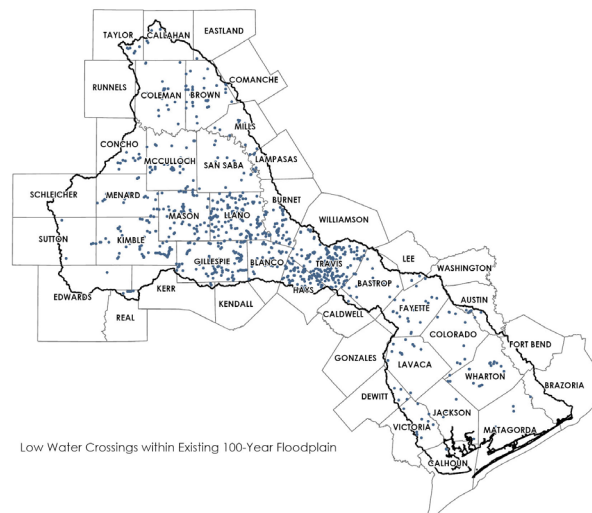 TAYLOR
CALLAHAN
EASTLAND
RUNNELS
COLEMAN
BROWN
COMANCHE
MILLS
CONCHO
MCCULLOCH
SAN SABA
LAMPASAS
SCHLEICHER
MENARD
MASON
LLANO
BURNET
WILLIAMSON
SUTTON
KIMBLE
GILLESPIE
BLANCO
TRAVIS
LEE
WASHINGTON
EDWARDS
KERR
KENDALL
HAYS
BASTROP
REAL
CALDWELL
FAYETTE
AUSTIN
COLORADO
FORT BEND
GONZALES
LAVACA
WHARTON
BRAZORIA
DEWITT
JACKSON
VICTORIA
MATAGORDA
CALHOUN
Low Water Crossings within Existing 100-Year Floodplain